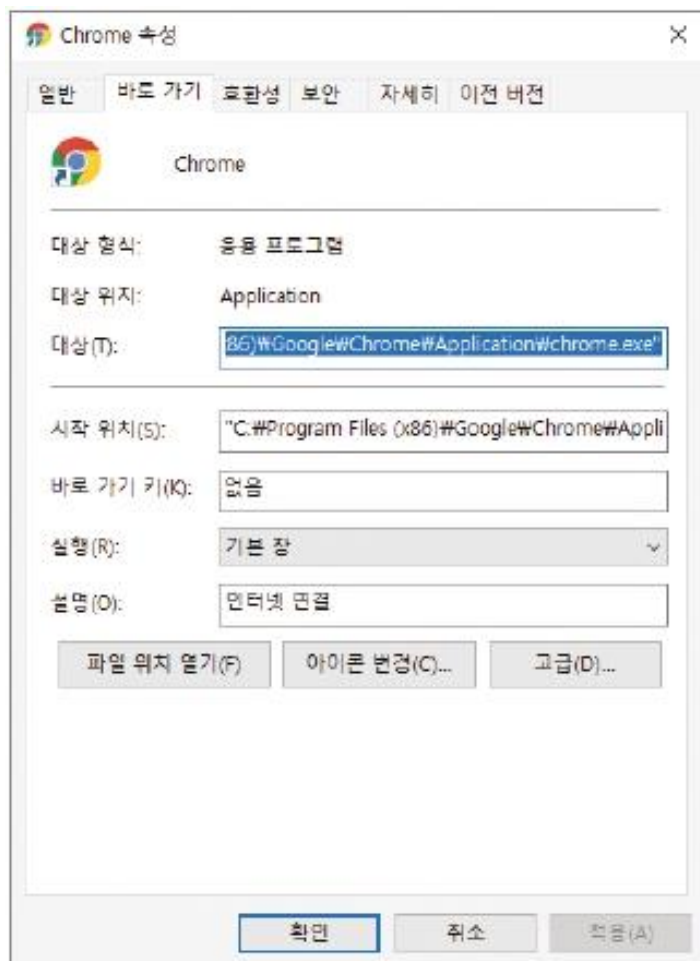 Chrome 속성
일반 바로 가기 호환성 보안 자세히 이전 버전
Chrome
대상 형식: 응용 프로그램
대상 위치: Application
대상(T): 86)₩Google₩Chrome₩Application₩chrome.exe"
시작 위치(S): "C:₩Program Files (x86)₩Google₩Chrome₩Appli
바로 가기 키(K): 없음
실행(R): 기본 창
설명(O): 인터넷 연결
파일 위치 열기(F) 아이콘 변경(C)... 고급(D)...
확인 취소 적용(A)